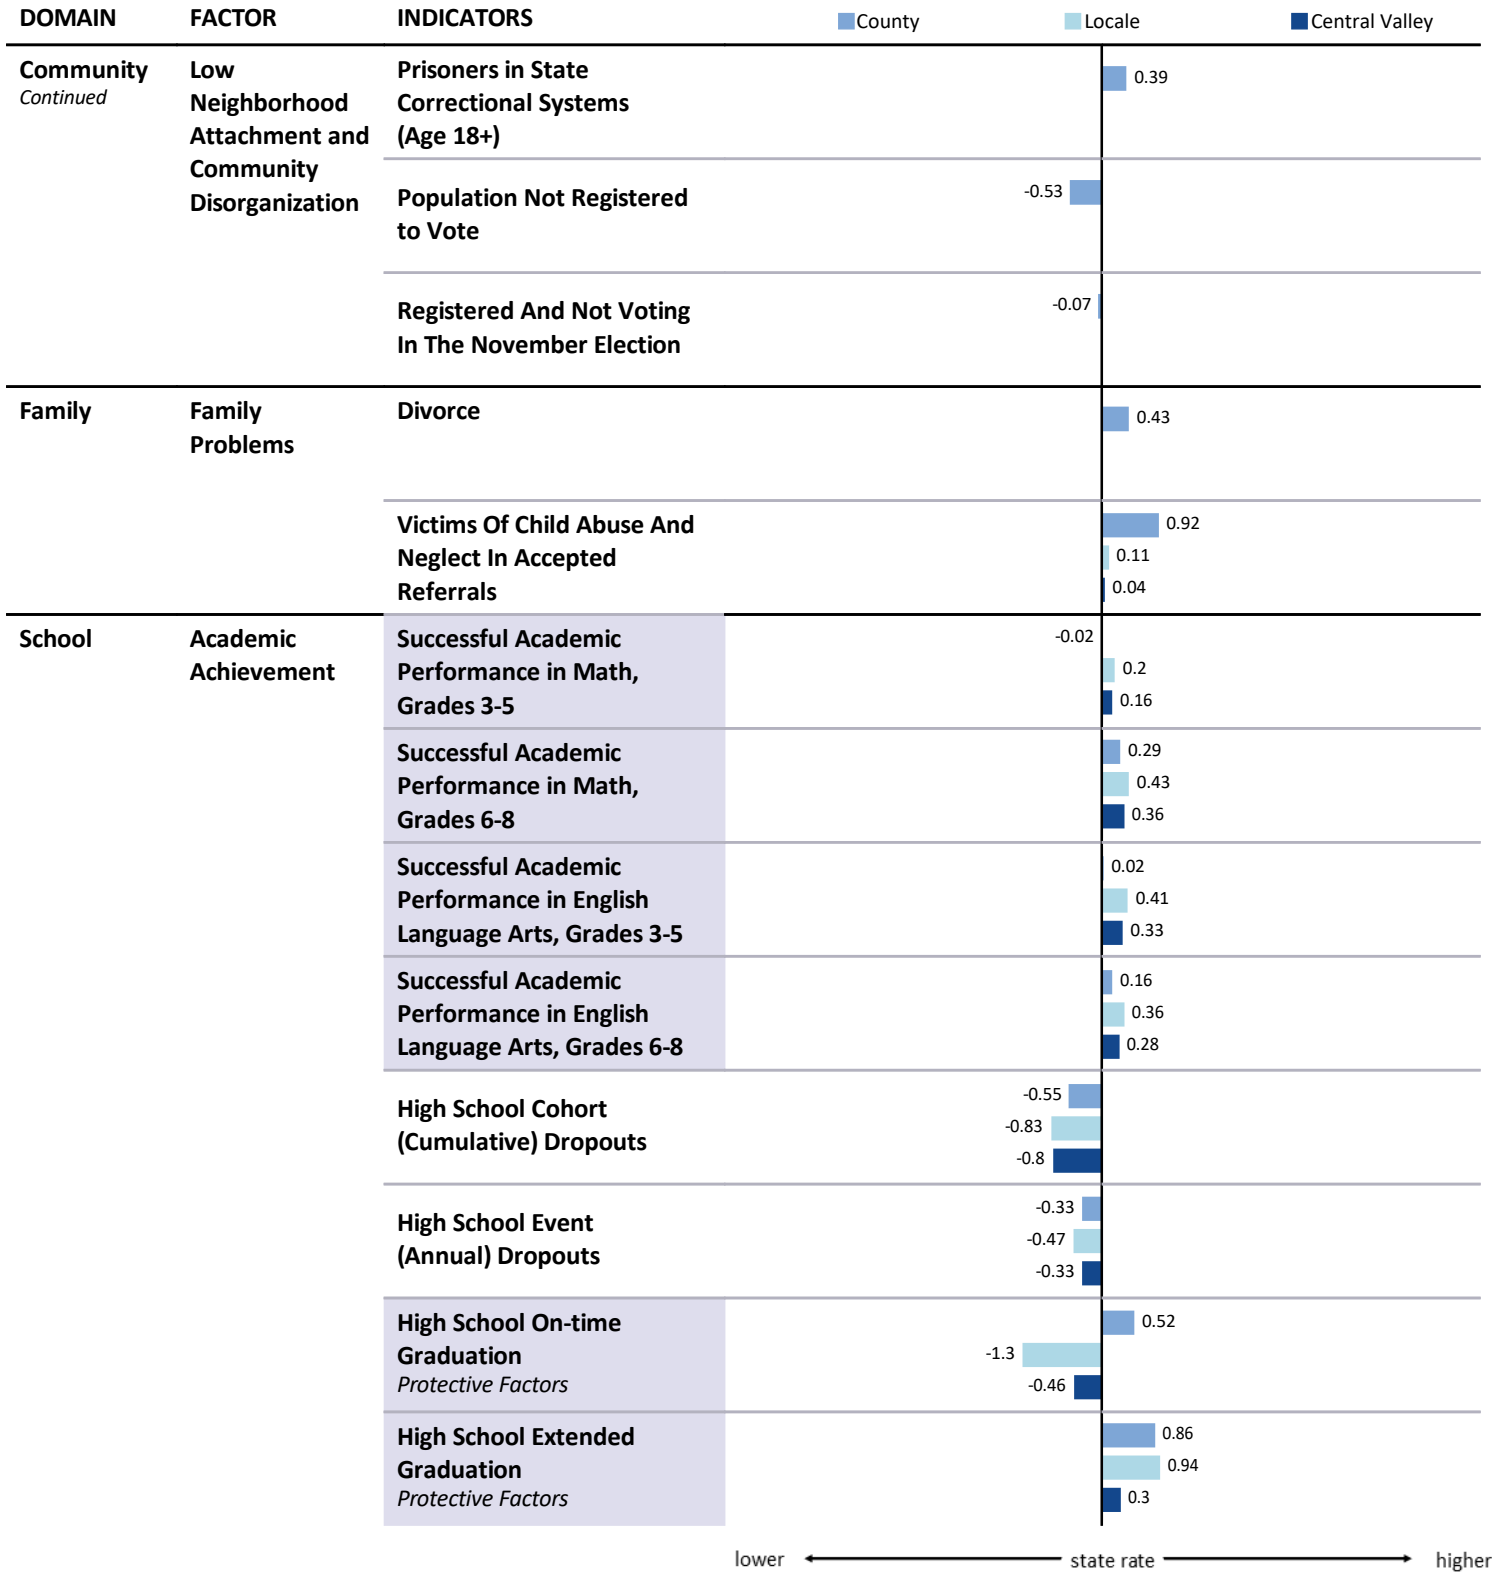 DOMAIN FACTOR INDICATORS County Locale Central Valley
Community
Continued
Low
Neighborhood
Attachment and
Community
Disorganization
Prisoners in State
Correctional Systems
(Age 18+)
0.39
Population Not Registered
to Vote
-0.53
Registered And Not Voting
In The November Election
-0.07
Family
Family
Problems
Divorce
0.43
Victims Of Child Abuse And
Neglect In Accepted
Referrals
0.92
0.11
0.04
School
Academic
Achievement
Successful Academic
Performance in Math,
Grades 3-5
-0.02
0.2
0.16
Successful Academic
Performance in Math,
Grades 6-8
0.29
0.43
0.36
Successful Academic
Performance in English
Language Arts, Grades 3-5
0.02
0.41
0.33
Successful Academic
Performance in English
Language Arts, Grades 6-8
0.16
0.36
0.28
High School Cohort
(Cumulative) Dropouts
-0.55
-0.83
-0.8
High School Event
(Annual) Dropouts
-0.33
-0.47
-0.33
High School On-time
Graduation
Protective Factors
0.52
-1.3
-0.46
High School Extended
Graduation
Protective Factors
0.86
0.94
0.3
lower state rate higher